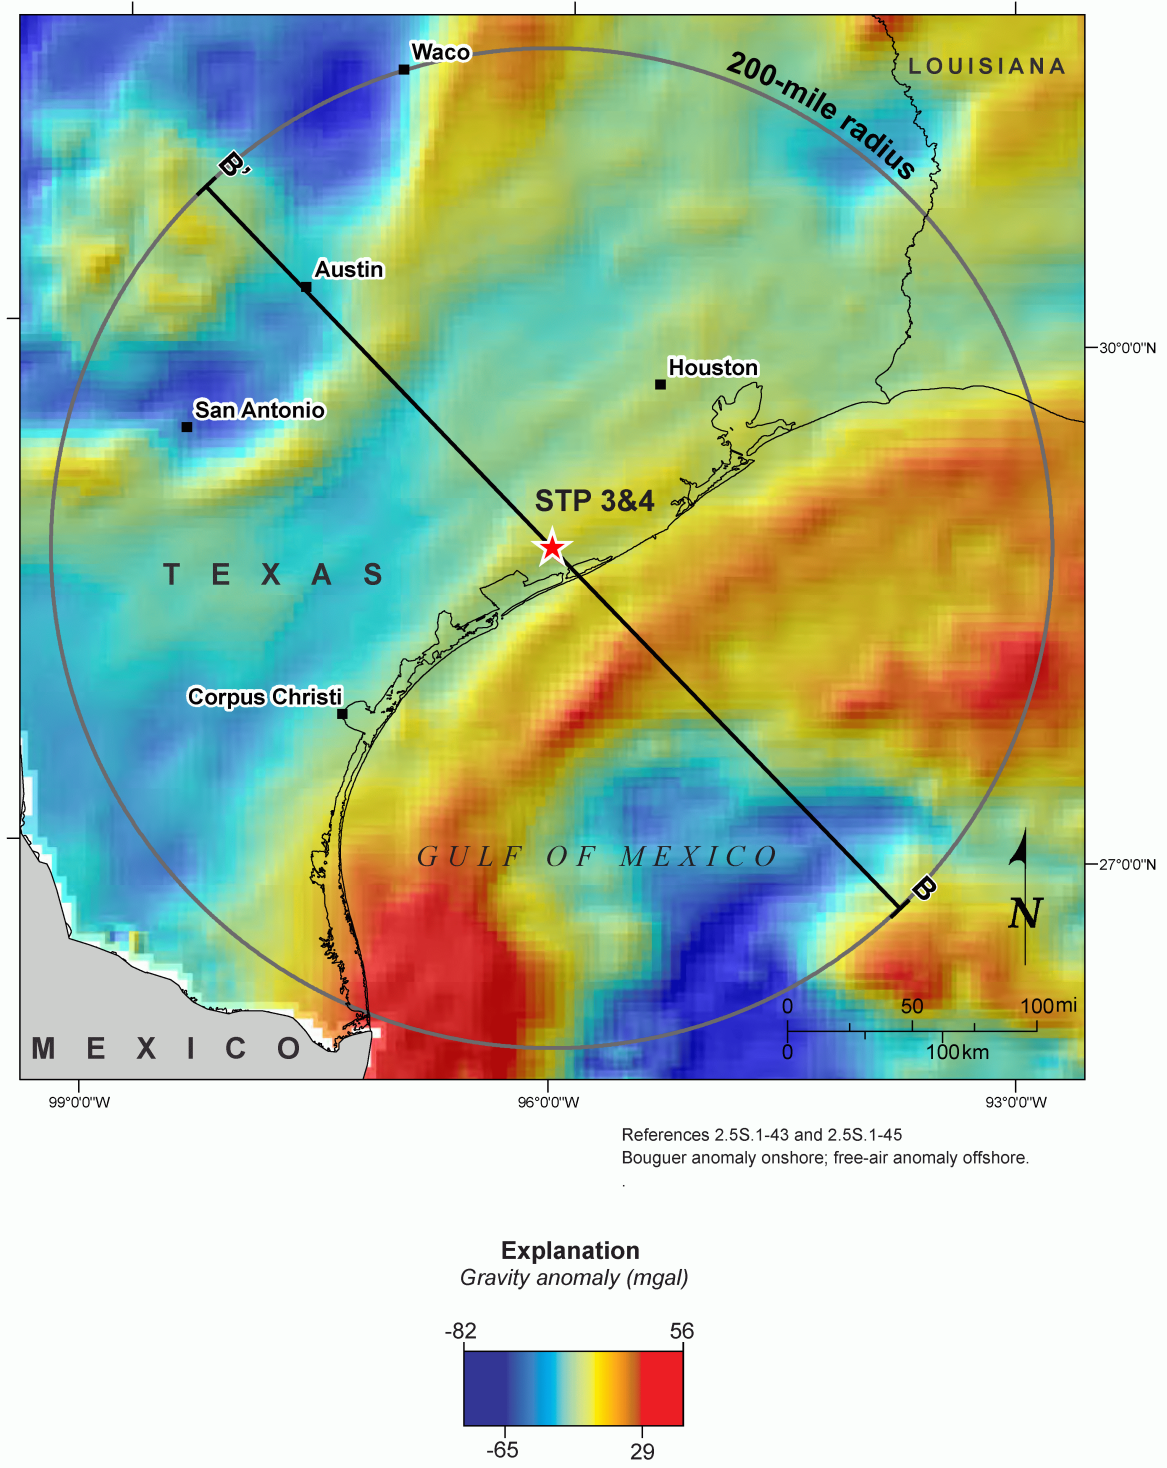 Waco
LOUISIANA
200-mile radius
B’
Austin
30°0'0"N
Houston
San Antonio
STP 3&4
TEXAS
Corpus Christi
GULF OF MEXICO
27°0'0"N
B
N
0 50 100mi
0 100km
MEXICO
99°0'0"W 96°0'0"W 93°0'0"W
References 2.5S.1-43 and 2.5S.1-45
Bouguer anomaly onshore; free-air anomaly offshore.
.
Explanation
Gravity anomaly (mgal)
-82 56
-65 29